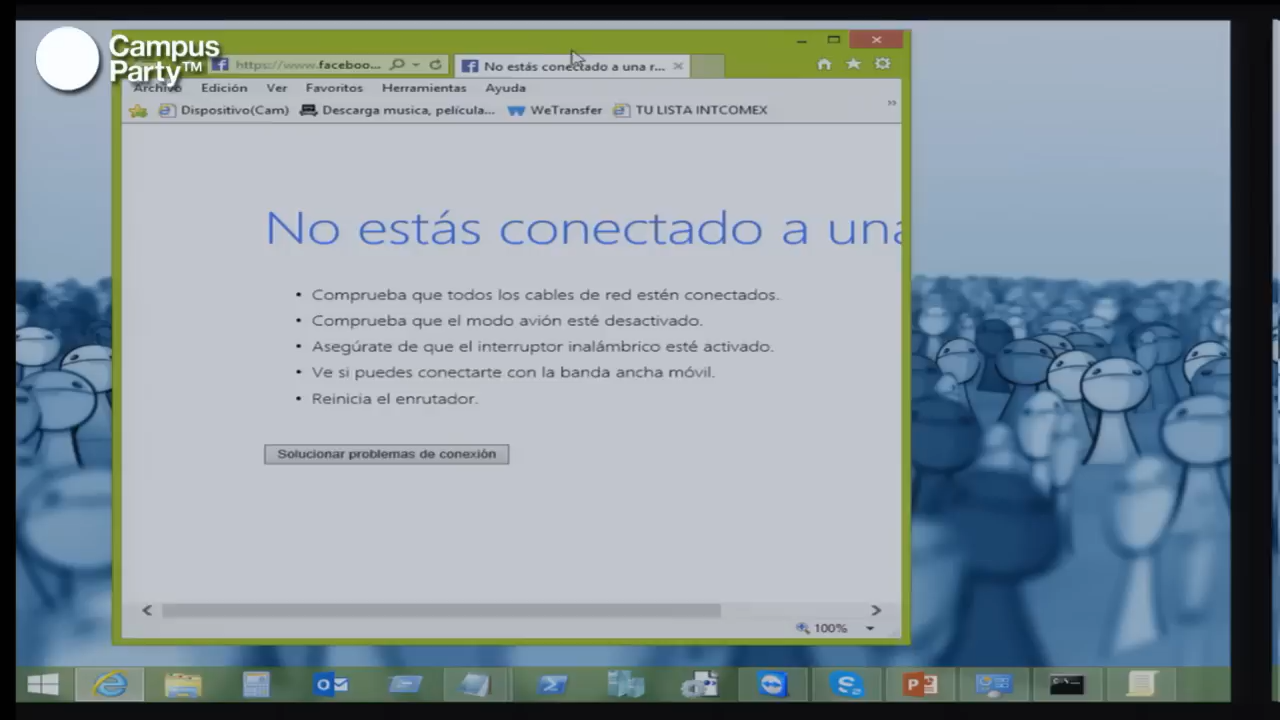 Campus
Party™
https://www.faceboo...
No estás conectado a una r...
Archivo Edición Ver Favoritos Herramientas Ayuda
Dispositivo(Cam) Descarga musica, película... WeTransfer TU LISTA INTCOMEX
No estás conectado a una
• Comprueba que todos los cables de red estén conectados.
• Comprueba que el modo avión esté desactivado.
• Asegúrate de que el interruptor inalámbrico esté activado.
• Ve si puedes conectarte con la banda ancha móvil.
• Reinicia el enrutador.
Solucionar problemas de conexión
100%